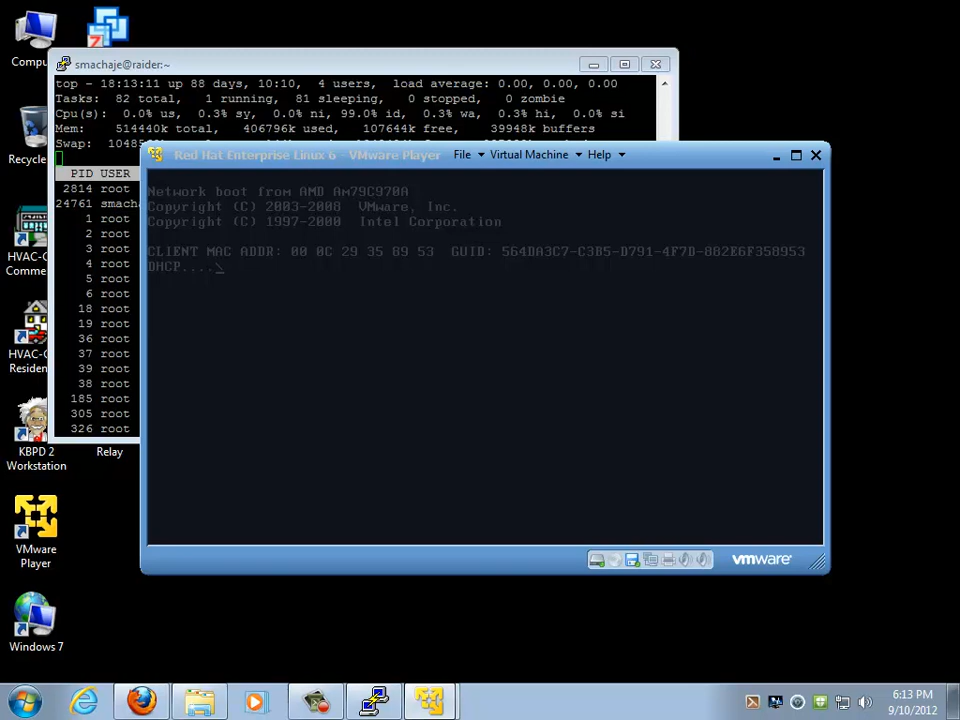 Compu
Recycle
HVAC-C
Comme
HVAC-C
Residen
KBPD 2
Workstation
Relay
VMware
Player
Windows 7
smachaje@raider:~
top - 18:13:11 up 88 days, 10:10, 4 users, load average: 0.00, 0.00, 0.00
Tasks: 82 total, 1 running, 81 sleeping, 0 stopped, 0 zombie
Cpu(s): 0.0% us, 0.3% sy, 0.0% ni, 99.0% id, 0.3% wa, 0.3% hi, 0.0% si
Mem: 514440k total, 406796k used, 107644k free, 39948k buffers
Swap:
PID USER
2814 root
24761 smach
1 root
2 root
3 root
4 root
5 root
6 root
18 root
19 root
36 root
37 root
39 root
38 root
185 root
305 root
326 root
Red Hat Enterprise Linux 6 - VMware Player File Virtual Machine Help
Network boot from AMD Am79C970A
Copyright (C) 2003-2008 VMware, Inc.
Copyright (C) 1997-2000 Intel Corporation
CLIENT MAC ADDR: 00 0C 29 35 89 53 GUID: 564DA3C7-C3B5-D791-4F7D-882E6F358953
DHCP....\
vmware
6:13 PM
9/10/2012